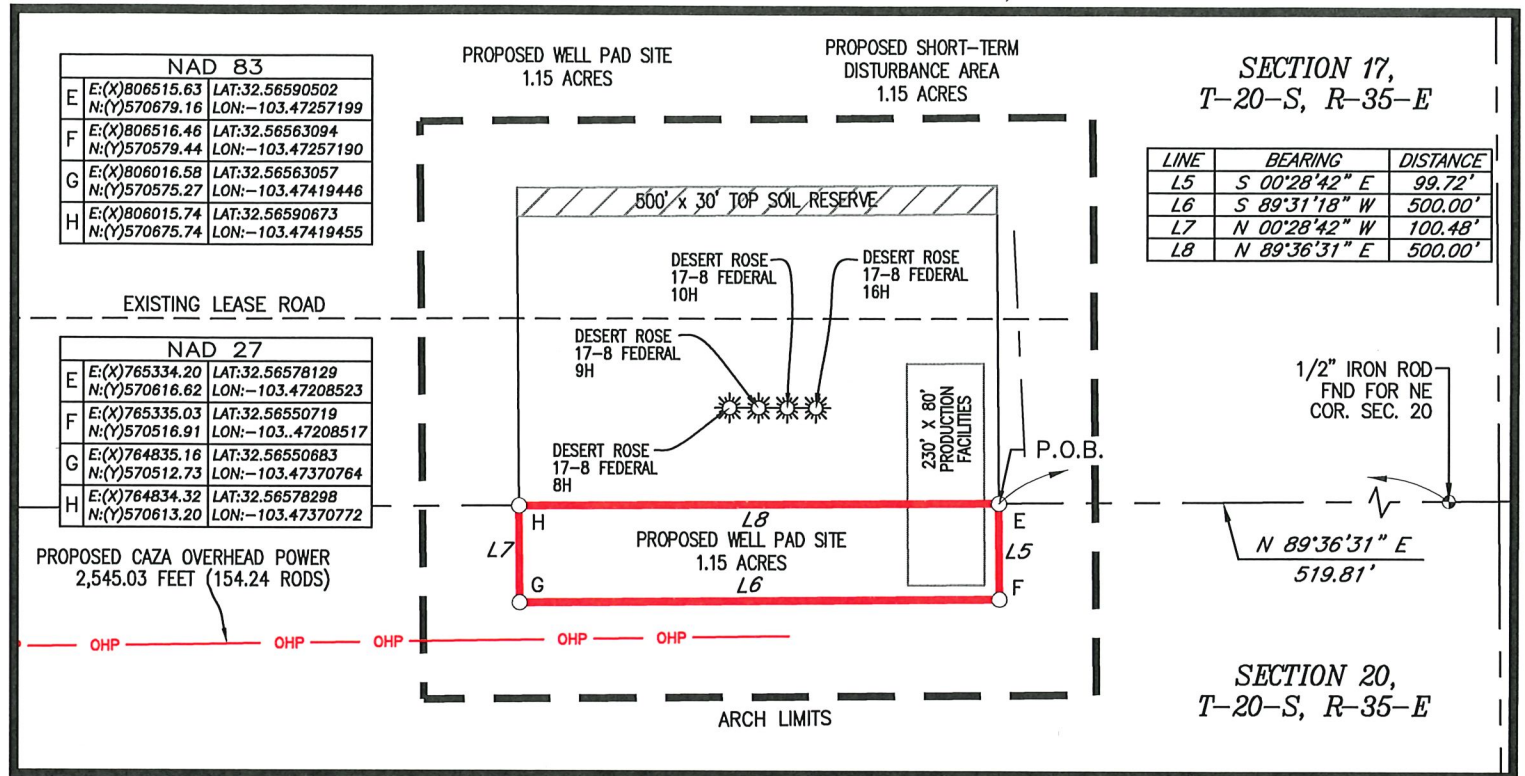 PROPOSED WELL PAD SITE
1.15 ACRES
PROPOSED SHORT-TERM
DISTURBANCE AREA
1.15 ACRES
SECTION 17,
T-20-S, R-35-E
NAD 83
E E:(X)806515.63 LAT:32.56590502
N:(Y)570679.16 LON:-103.47257199
F E:(X)806516.46 LAT:32.56563094
N:(Y)570579.44 LON:-103.47257190
G E:(X)806016.58 LAT:32.56563057
N:(Y)570575.27 LON:-103.47419446
H E:(X)806015.74 LAT:32.56590673
N:(Y)570675.74 LON:-103.47419455
LINE BEARING DISTANCE
L5 S 00°28'42" E 99.72'
L6 S 89°31'18" W 500.00'
L7 N 00°28'42" W 100.48'
L8 N 89°36'31" E 500.00'
500' x 30' TOP SOIL RESERVE
DESERT ROSE
17-8 FEDERAL
10H
DESERT ROSE
17-8 FEDERAL
16H
EXISTING LEASE ROAD
DESERT ROSE
17-8 FEDERAL
9H
NAD 27
E E:(X)765334.20 LAT:32.56578129
N:(Y)570616.62 LON:-103.47208523
F E:(X)765335.03 LAT:32.56550719
N:(Y)570516.91 LON:-103..47208517
G E:(X)764835.16 LAT:32.56550683
N:(Y)570512.73 LON:-103.47370764
H E:(X)764834.32 LAT:32.56578298
N:(Y)570613.20 LON:-103.47370772
1/2" IRON ROD
FND FOR NE
COR. SEC. 20
230' X 80'
PRODUCTION
FACILITIES
DESERT ROSE
17-8 FEDERAL
8H
P.O.B.
H
L8
E
L7
PROPOSED WELL PAD SITE
1.15 ACRES
L5
G
L6
F
N 89°36'31" E
519.81'
PROPOSED CAZA OVERHEAD POWER
2,545.03 FEET (154.24 RODS)
OHP OHP OHP OHP OHP
SECTION 20,
T-20-S, R-35-E
ARCH LIMITS